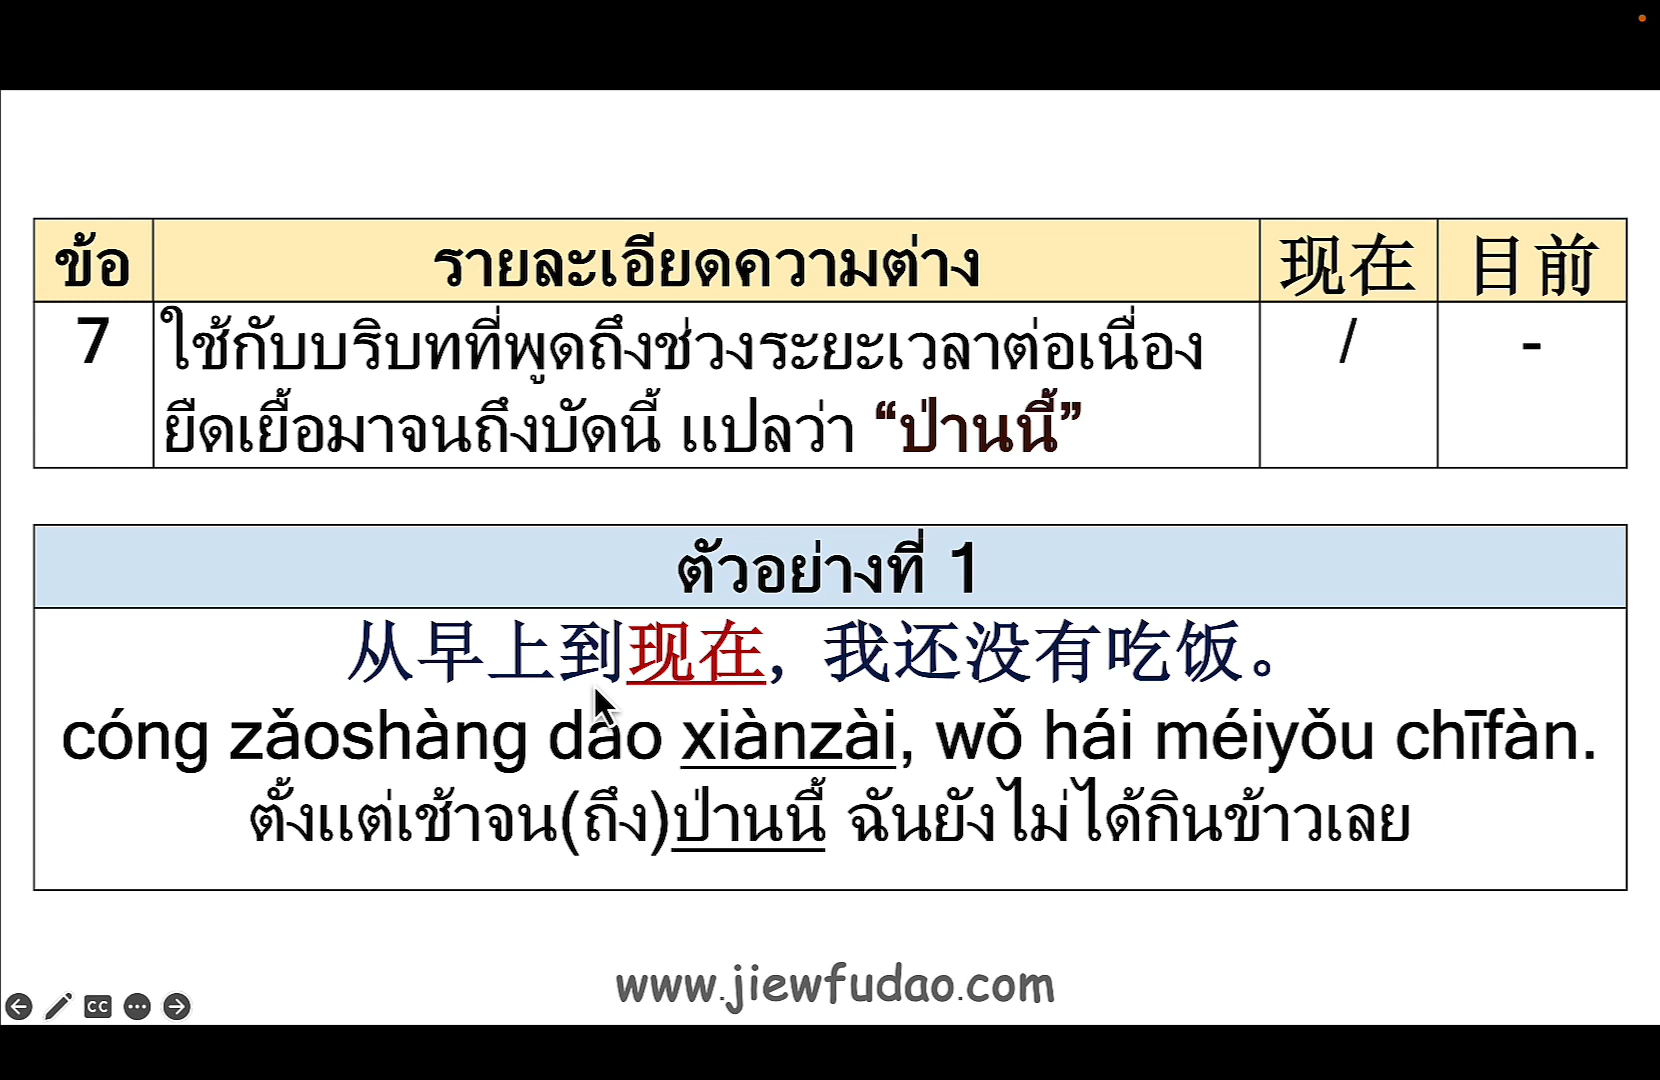 ข้อ รายละเอียดความต่าง 现在 目前
7 ใช้กับบริบทที่พูดถึงช่วงระยะเวลาต่อเนื่อง / -
ยืดเยื้อมาจนถึงบัดนี้ แปลว่า “ป่านนี้”
ตัวอย่างที่ 1
从早上到现在，我还没有吃饭。
cóng zǎoshàng dào xiànzài, wǒ hái méiyǒu chīfàn.
ตั้งแต่เช้าจน(ถึง)ป่านนี้ ฉันยังไม่ได้กินข้าวเลย
www.jiewfudao.com
CC